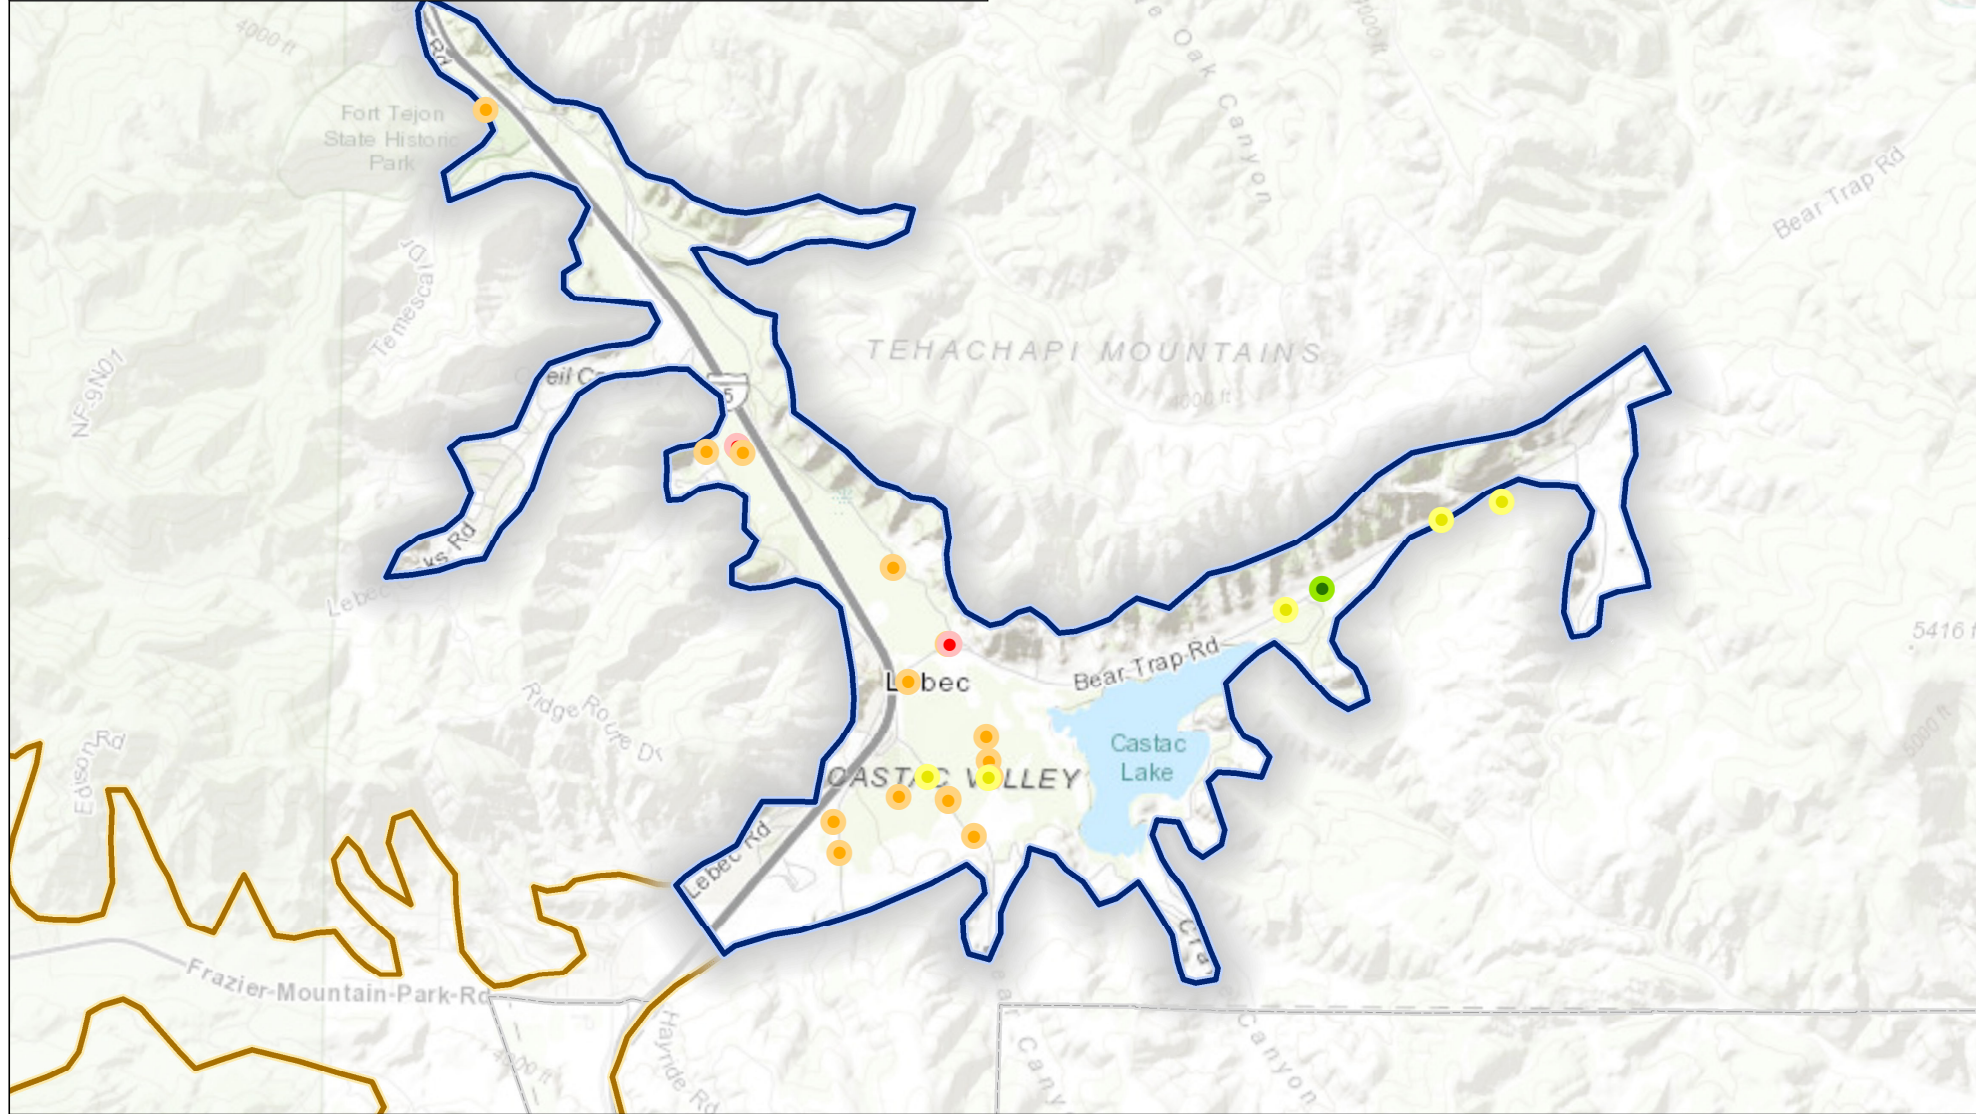 4000 ft
Rd
Oak
Canyon
4000 ft
Fort Tejon
State Historic
Park
Bear Trap Rd
Temescal Dr
NF-9N01
TEHACHAPI MOUNTAINS
4000 ft
5
Rd
Lebec
5416 f
Bear-Trap-Rd
Lebec
Ridge Route Dr
Edison Rd
5000 ft
Castac
Lake
CASTAC VALLEY
Lebec Rd
Frazier-Mountain-Park-Rd
Hayride Rd
4000 ft
Canyon